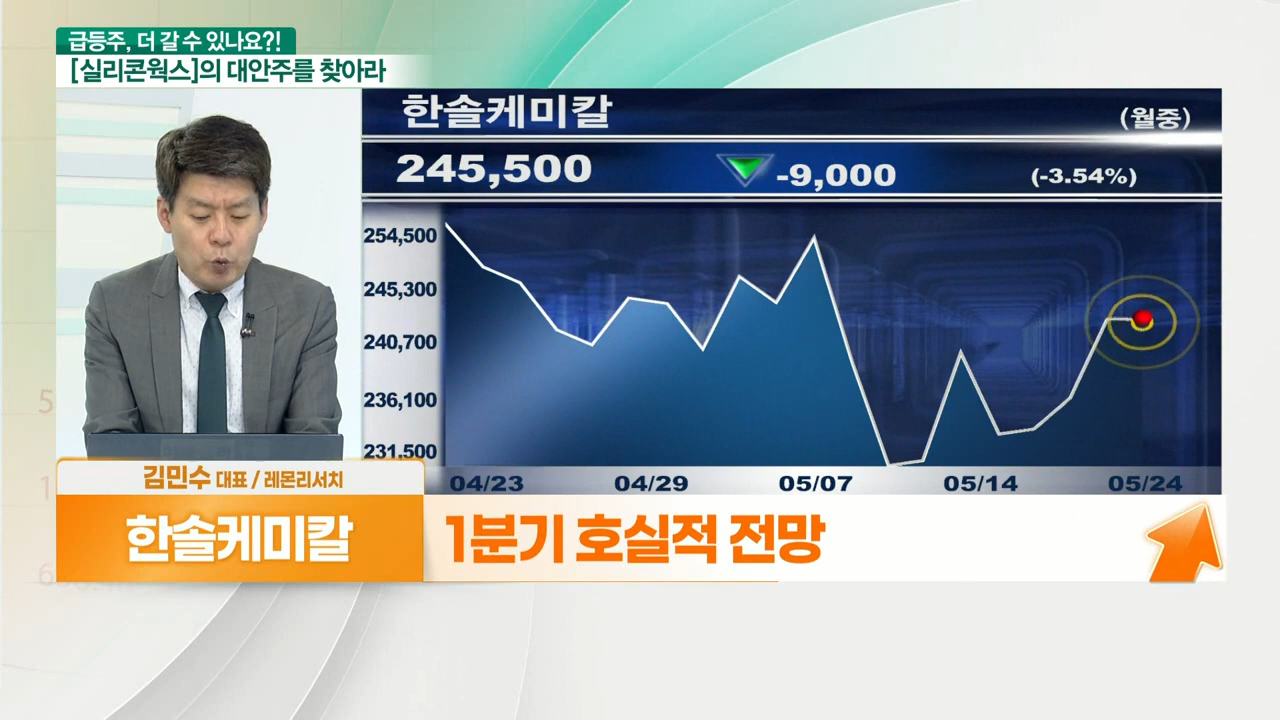 급등주, 더 갈 수 있나요?!
[실리콘웍스]의 대안주를 찾아라
한솔케미칼
(월중)
245,500
-9,000
(-3.54%)
254,500
245,300
240,700
236,100
231,500
04/23
04/29
05/07
05/14
05/24
김민수 대표 / 레몬리서치
한솔케미칼
1분기 호실적 전망